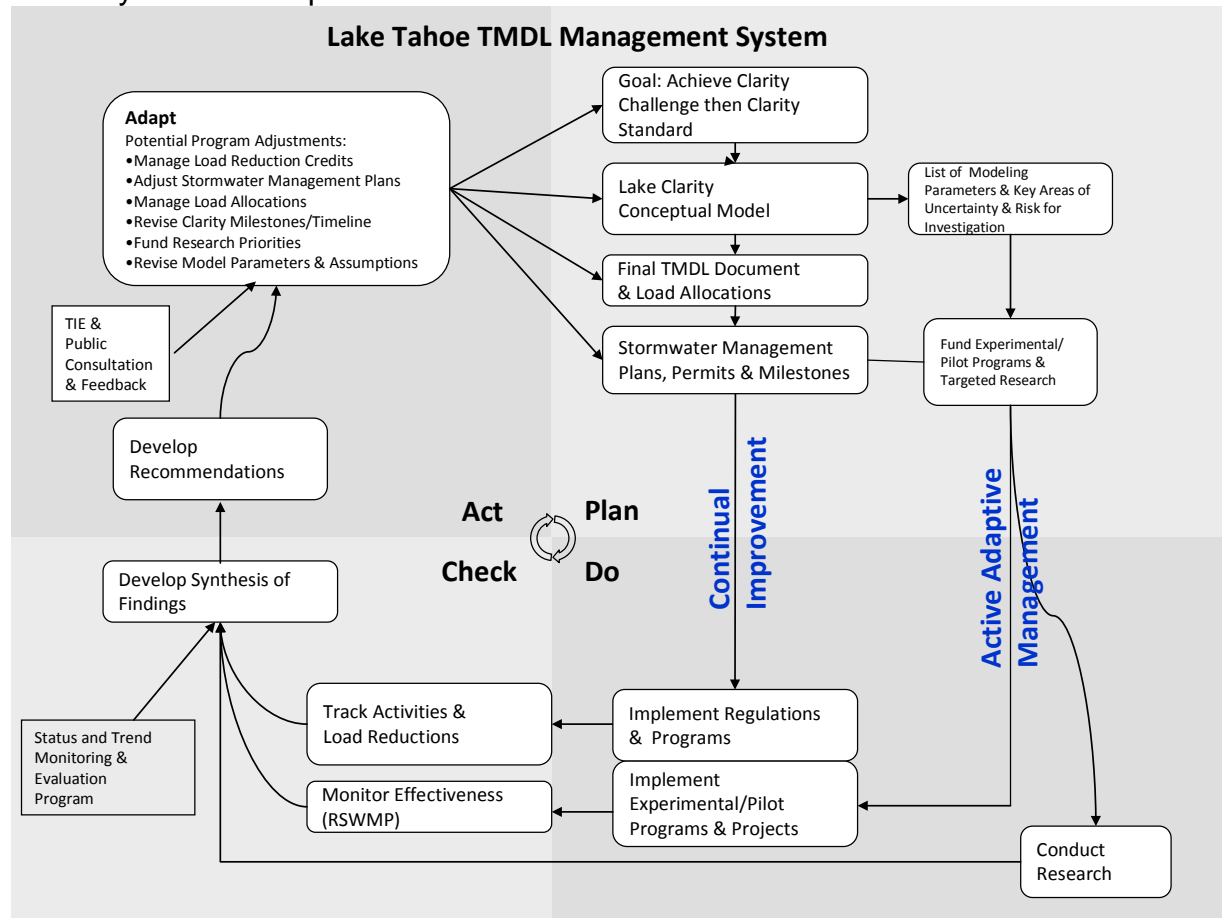 Lake Tahoe TMDL Management System
Adapt
Potential Program Adjustments:
•Manage Load Reduction Credits
•Adjust Stormwater Management Plans
•Manage Load Allocations
•Revise Clarity Milestones/Timeline
•Fund Research Priorities
•Revise Model Parameters & Assumptions
Goal: Achieve Clarity
Challenge then Clarity
Standard
Lake Clarity
Conceptual Model
List of Modeling
Parameters & Key Areas of
Uncertainty & Risk for
Investigation
Final TMDL Document
& Load Allocations
TIE &
Public
Consultation
& Feedback
Stormwater Management
Plans, Permits & Milestones
Fund Experimental/
Pilot Programs &
Targeted Research
Develop
Recommendations
Act
Plan
Check
Do
Continual
Improvement
Active Adaptive
Management
Develop Synthesis of
Findings
Track Activities &
Load Reductions
Implement Regulations
& Programs
Status and Trend
Monitoring &
Evaluation
Program
Monitor Effectiveness
(RSWMP)
Implement
Experimental/Pilot
Programs & Projects
Conduct
Research